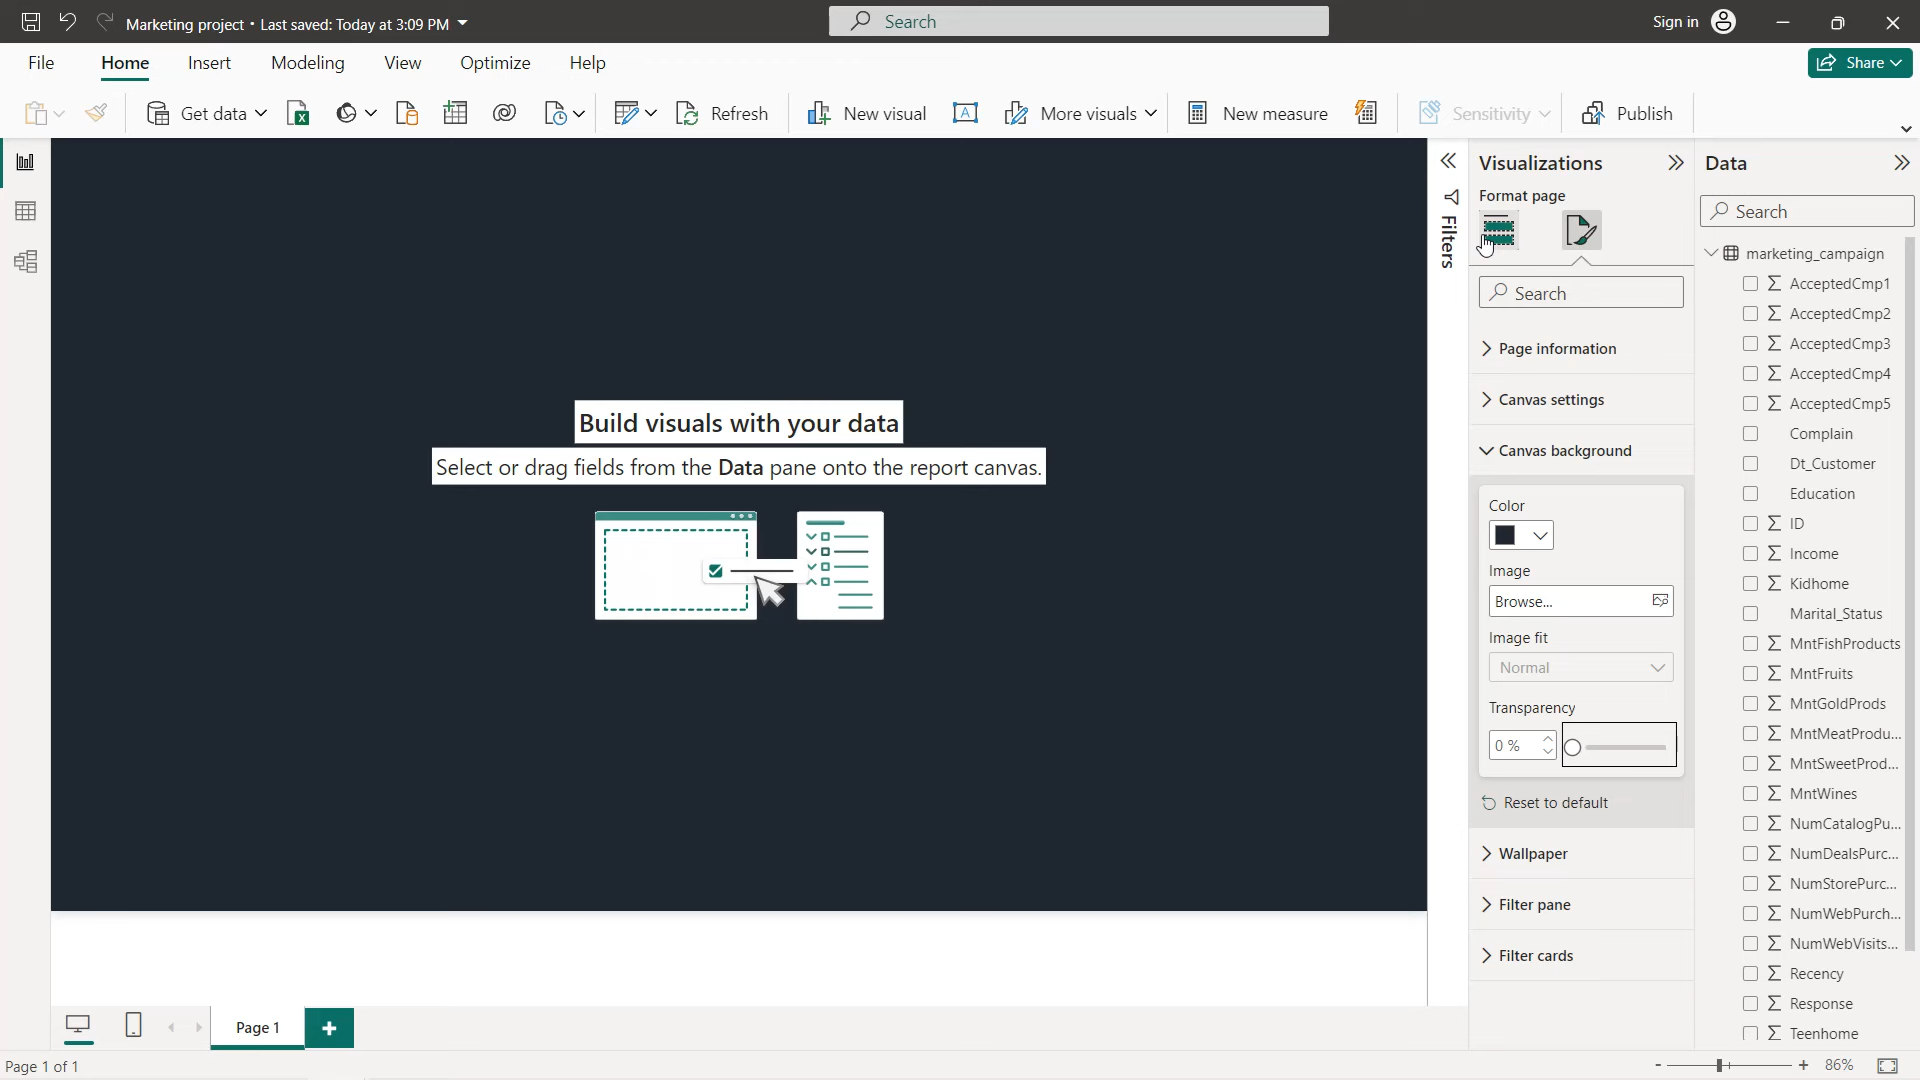 Marketing project • Last saved: Today at 3:09 PM
Search
Sign in
File
Home
Insert
Modeling
View
Optimize
Help
Share
Get data
Refresh
New visual
More visuals
New measure
Sensitivity
Publish
Build visuals with your data
Select or drag fields from the Data pane onto the report canvas.
Filters
Visualizations
Format page
Search
Page information
Canvas settings
Canvas background
Color
Image
Browse...
Image fit
Normal
Transparency
0 %
Reset to default
Wallpaper
Filter pane
Filter cards
Data
Search
marketing_campaign
AcceptedCmp1
AcceptedCmp2
AcceptedCmp3
AcceptedCmp4
AcceptedCmp5
Complain
Dt_Customer
Education
ID
Income
Kidhome
Marital_Status
MntFishProducts
MntFruits
MntGoldProds
MntMeatProdu...
MntSweetProd...
MntWines
NumCatalogPu...
NumDealsPurc...
NumStorePurc...
NumWebPurch...
NumWebVisits...
Recency
Response
Teenhome
Page 1
Page 1 of 1
- + 86%